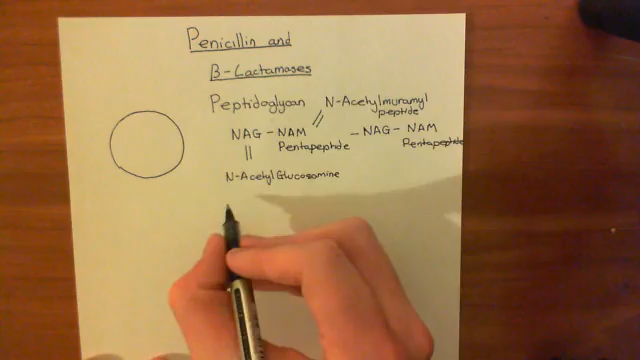 Penicillin and
β-Lactamases
Peptidoglycan
N-Acetylmuramyl
peptide
NAG - NAM - NAG - NAM
Pentapeptide Pentapeptide
N-Acetyl Glucosamine